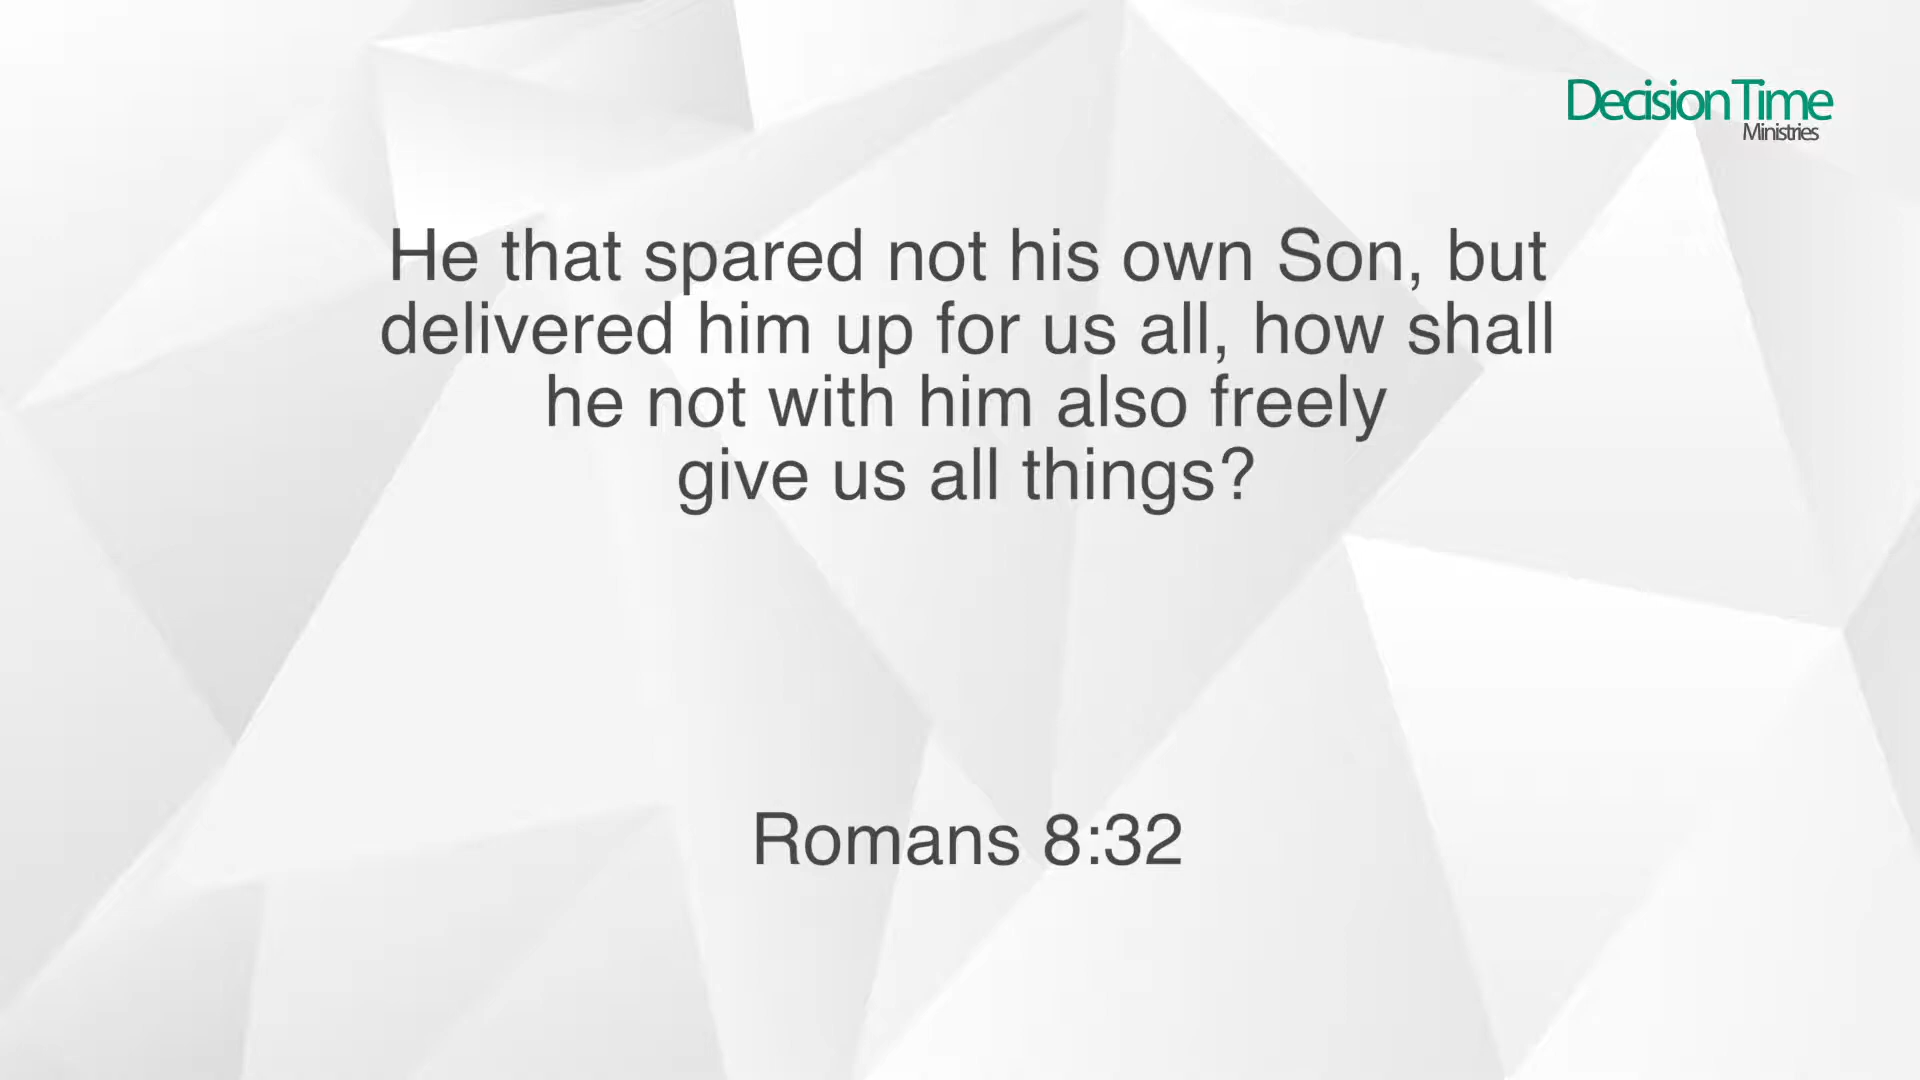 Decision Time
Ministries
He that spared not his own Son, but
delivered him up for us all, how shall
he not with him also freely
give us all things?
Romans 8:32